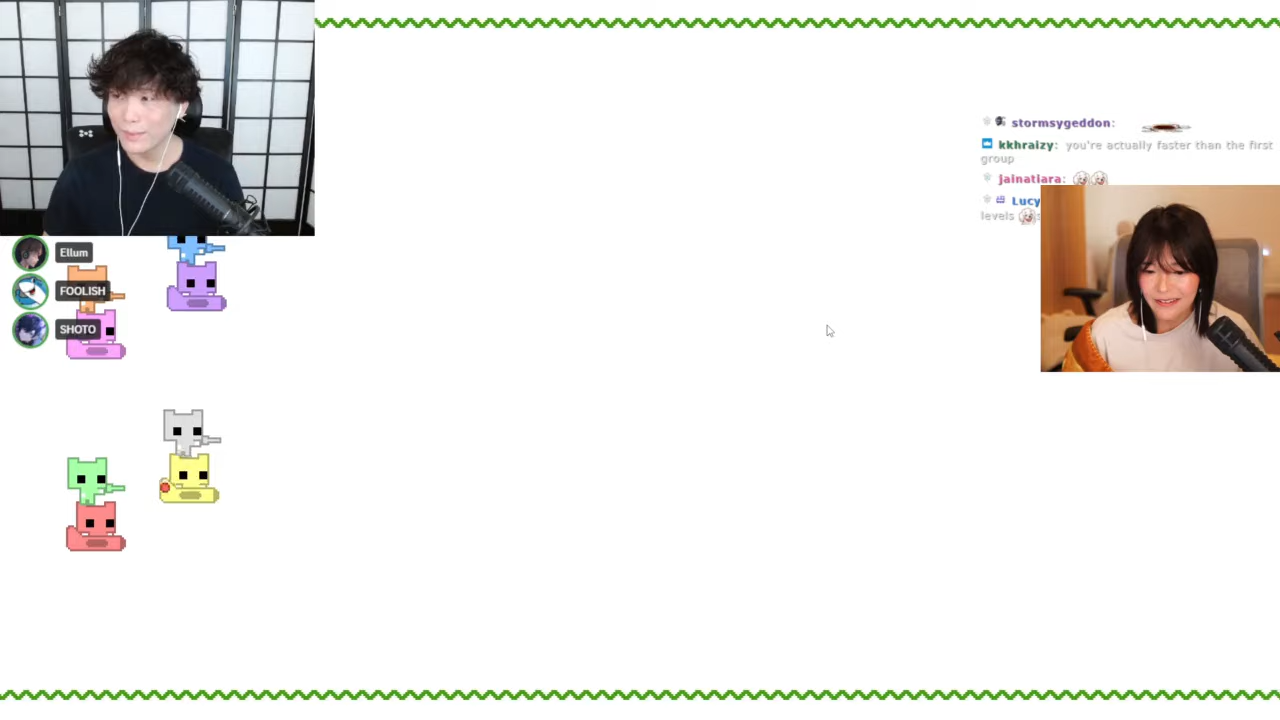 stormsygeddon:
kkhraizy: you're actually faster than the first
group
jainatiara:
Lucy
levels
Ellum
FOOLISH
SHOTO